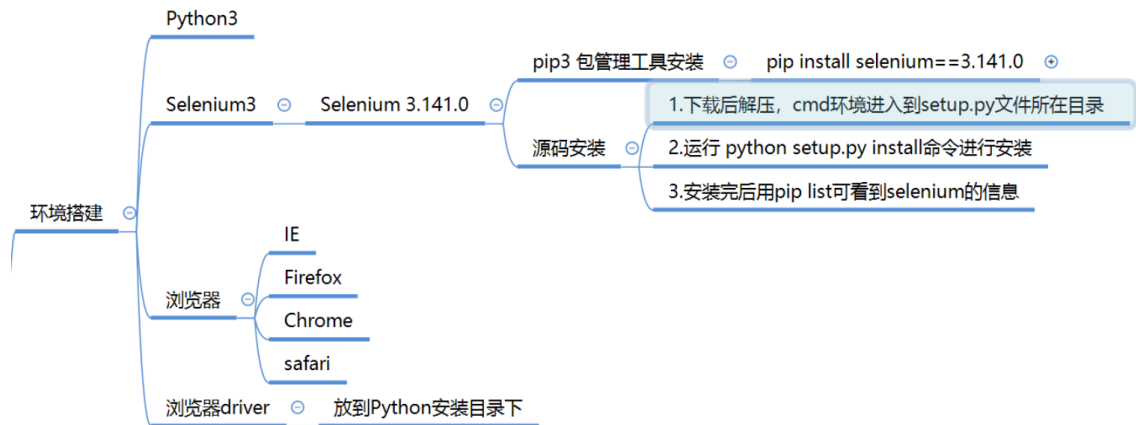 Python3
pip3 包管理工具安装
pip install selenium==3.141.0
Selenium3
Selenium 3.141.0
1.下载后解压，cmd环境进入到setup.py文件所在目录
源码安装
2.运行 python setup.py install命令进行安装
3.安装完后用pip list可看到selenium的信息
环境搭建
IE
浏览器
Firefox
Chrome
safari
浏览器driver
放到Python安装目录下